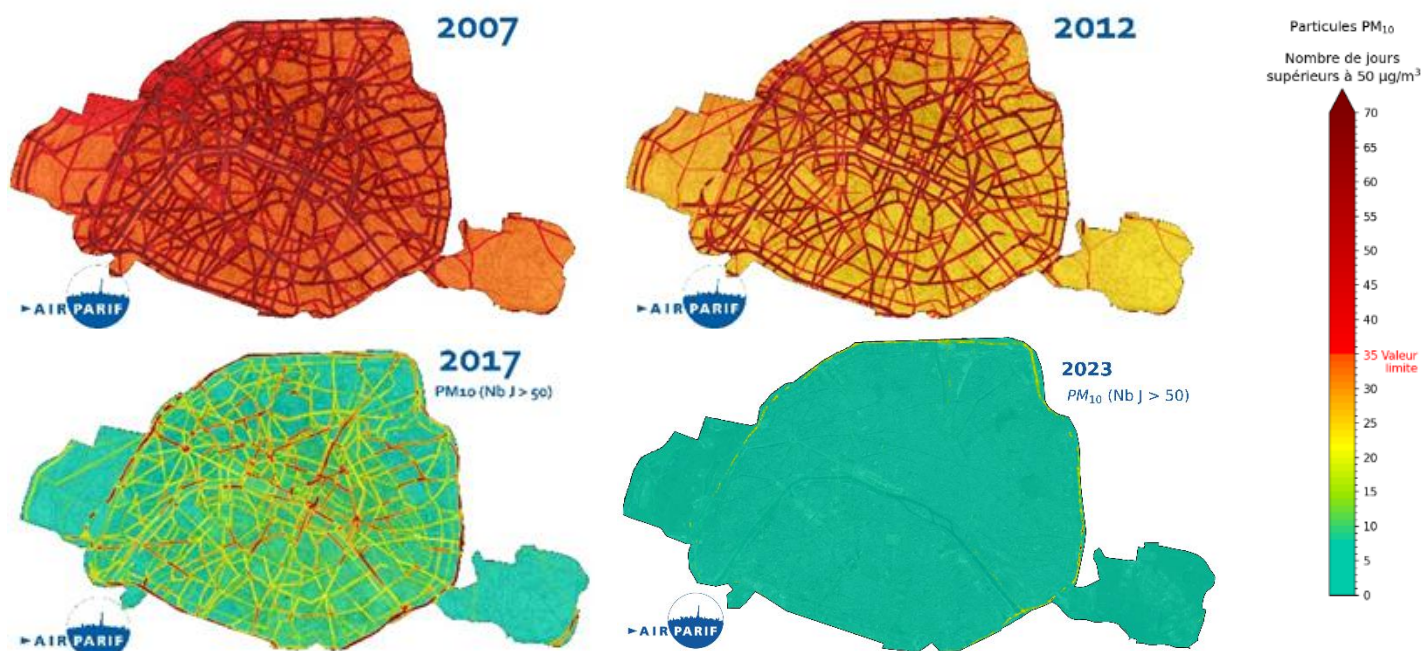 2007
2012
AIRPARIF
AIRPARIF
2017
PM10 (Nb J > 50)
2023
PM₁₀ (Nb J > 50)
AIRPARIF
AIRPARIF
Particules PM₁₀
Nombre de jours
supérieurs à 50 µg/m³
70
65
60
55
50
45
40
35 Valeur
limite
30
25
20
15
10
5
0